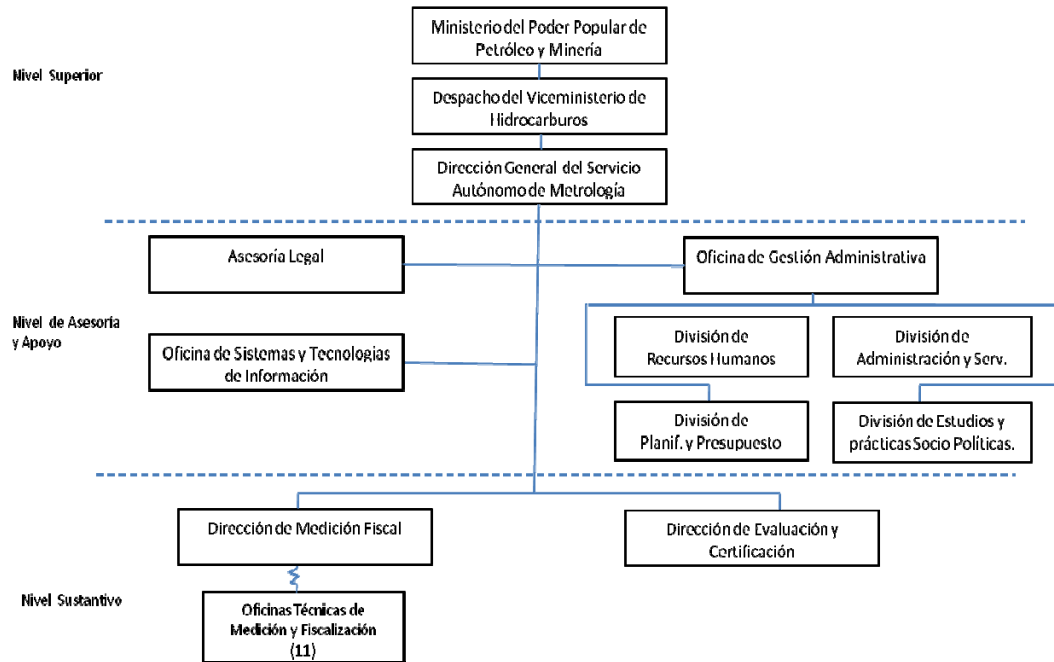 Ministerio del Poder Popular de
Petróleo y Minería
Nivel Superior
Despacho del Viceministerio de
Hidrocarburos
Dirección General del Servicio
Autónomo de Metrología
Asesoría Legal
Oficina de Gestión Administrativa
Nivel de Asesoría
y Apoyo
Oficina de Sistemas y Tecnologías
de Información
División de
Recursos Humanos
División de
Administración y Serv.
División de
Planif. y Presupuesto
División de Estudios y
prácticas Socio Políticas.
Dirección de Medición Fiscal
Dirección de Evaluación y
Certificación
Nivel Sustantivo
Oficinas Técnicas de
Medición y Fiscalización
(11)